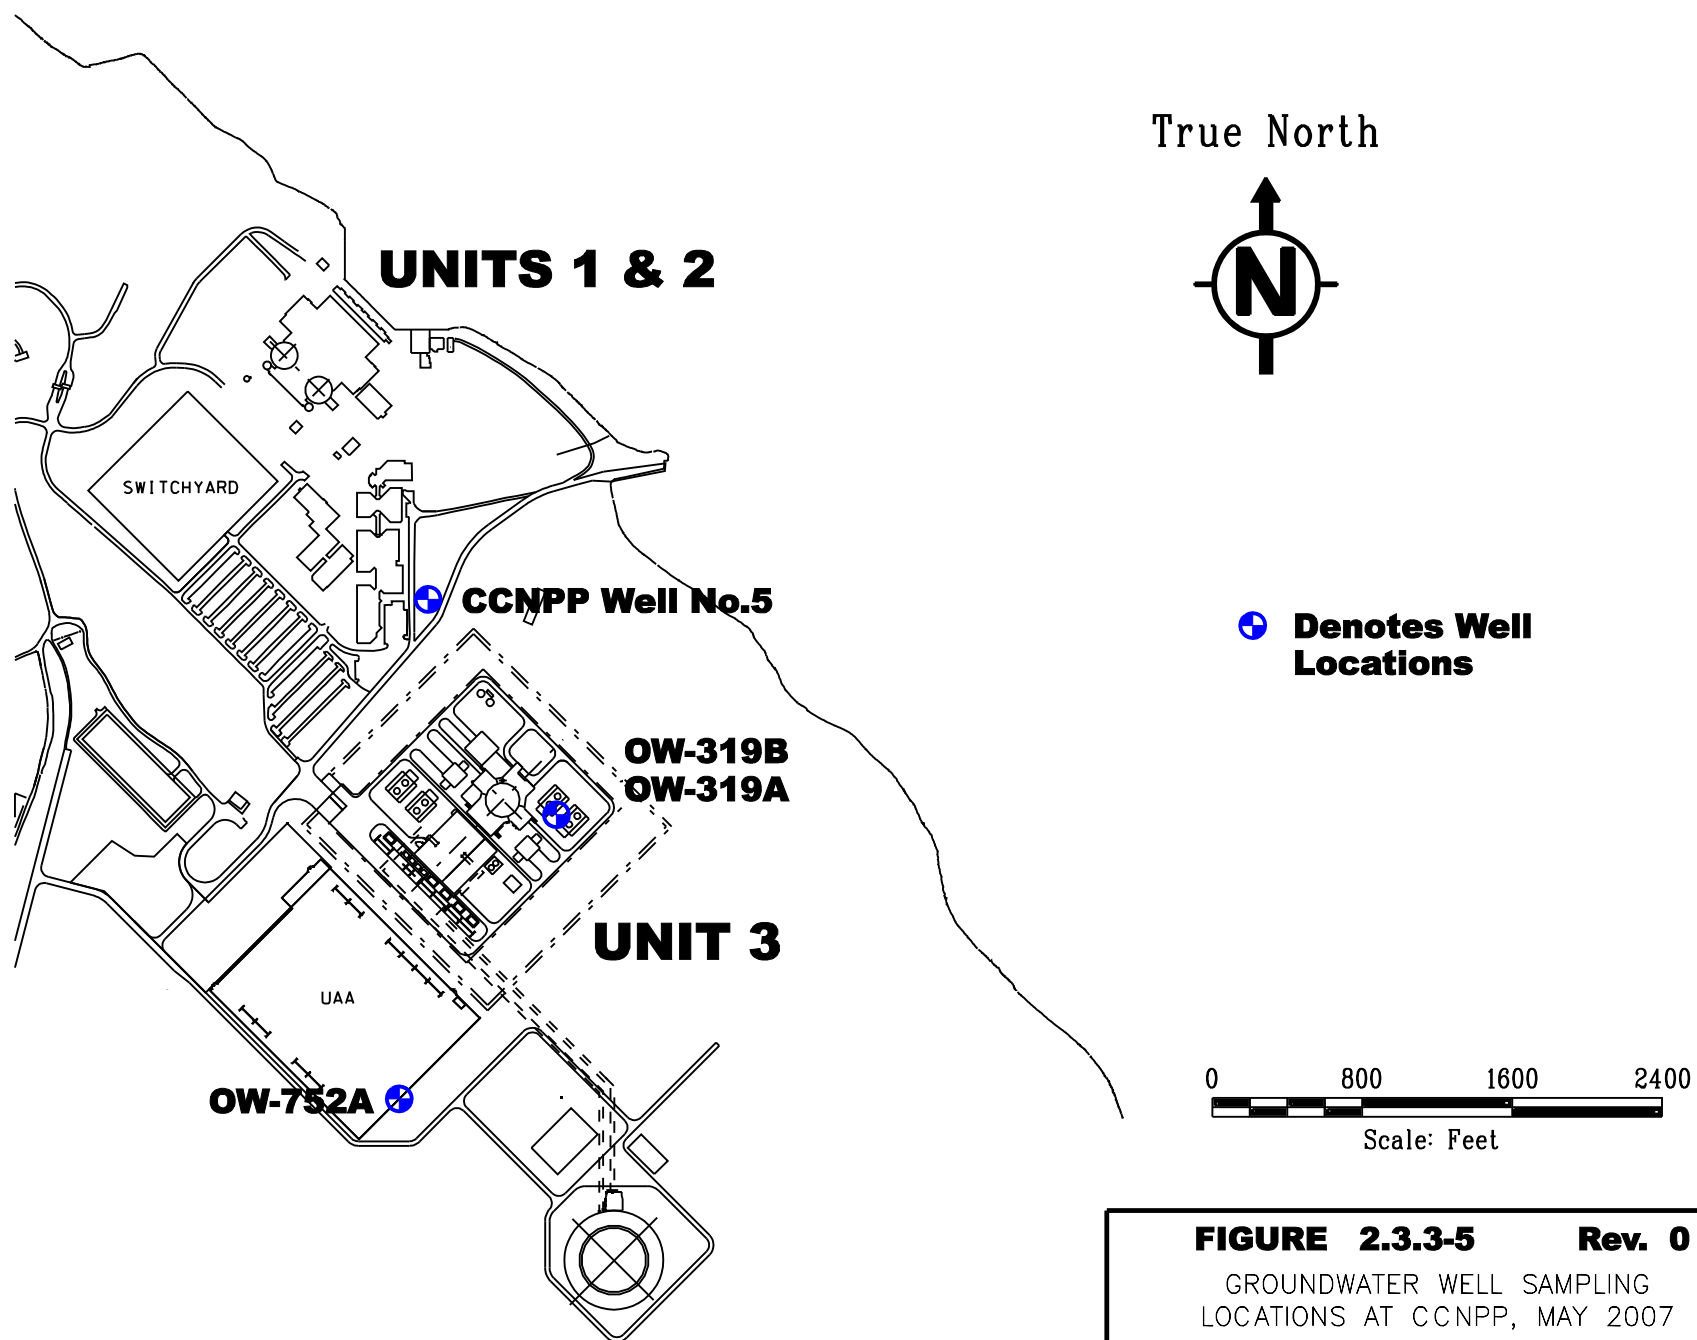 True North
N
UNITS 1 & 2
SWITCHYARD
CCNPP Well No.5
Denotes Well
Locations
OW-319B
OW-319A
UNIT 3
UAA
OW-752A
0 800 1600 2400
Scale: Feet
FIGURE 2.3.3-5 Rev. 0
GROUNDWATER WELL SAMPLING
LOCATIONS AT CCNPP, MAY 2007